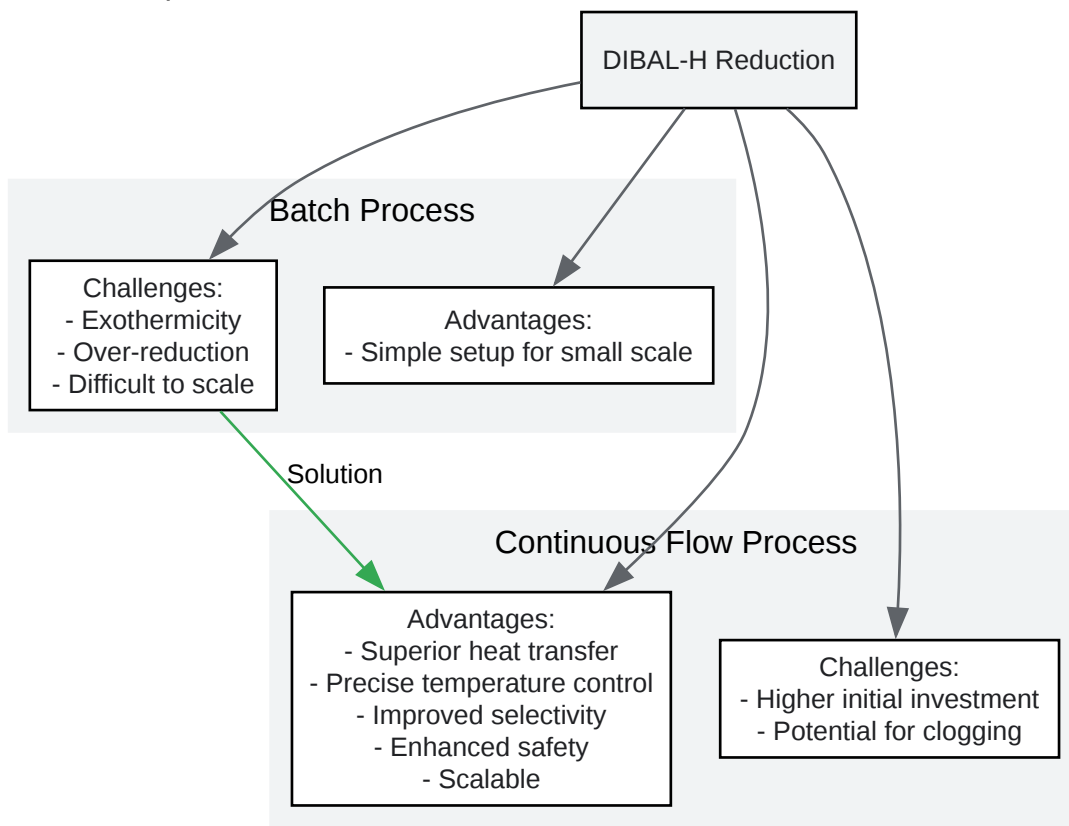 DIBAL-H Reduction
Batch Process
Challenges:
- Exothermicity
- Over-reduction
- Difficult to scale
Advantages:
- Simple setup for small scale
Solution
Continuous Flow Process
Advantages:
- Superior heat transfer
- Precise temperature control
- Improved selectivity
- Enhanced safety
- Scalable
Challenges:
- Higher initial investment
- Potential for clogging